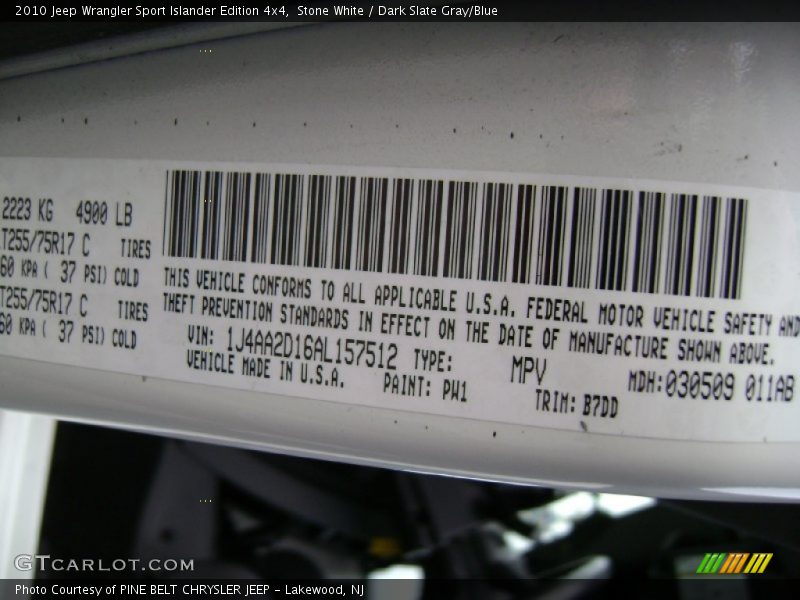 2010 Jeep Wrangler Sport Islander Edition 4x4,  Stone White / Dark Slate Gray/Blue
2223 KG   4900 LB
T255/75R17 C   TIRES
60 KPA ( 37 PSI) COLD
T255/75R17 C   TIRES
60 KPA ( 37 PSI) COLD
THIS VEHICLE CONFORMS TO ALL APPLICABLE U.S.A. FEDERAL MOTOR VEHICLE SAFETY AND
THEFT PREVENTION STANDARDS IN EFFECT ON THE DATE OF MANUFACTURE SHOWN ABOVE.
VIN: 1J4AA2D16AL157512 TYPE: MPV MDH:030509 011AB
VEHICLE MADE IN U.S.A. PAINT: PW1 TRIM: B7DD
GTCARLOT.COM
Photo Courtesy of PINE BELT CHRYSLER JEEP - Lakewood, NJ